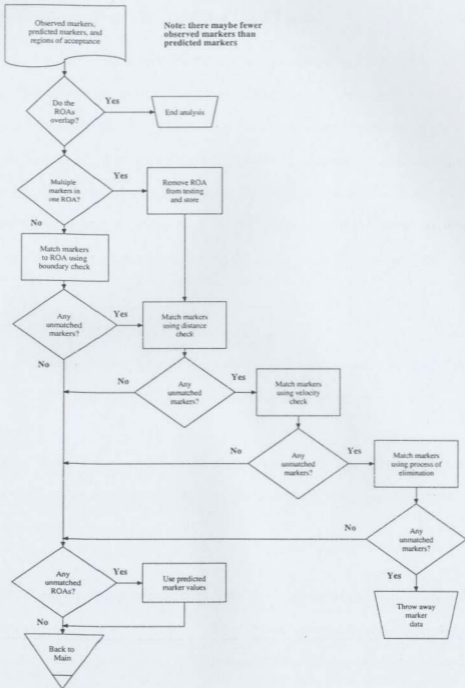 Observed markers,
predicted markers, and
regions of acceptance
Note: there maybe fewer
observed markers than
predicted markers
Do the
ROAs
overlap?
Yes
End analysis
Multiple
markers in
one ROA?
Yes
Remove ROA
from testing
and store
No
Match markers
to ROA using
boundary check
Any
unmatched
markers?
Yes
Match markers
using distance
check
No
No
Any
unmatched
markers?
Yes
Match markers
using velocity
check
No
Any
unmatched
markers?
Yes
Match markers
using process of
elimination
No
Any
unmatched
markers?
Yes
Any
unmatched
ROAs?
Yes
Use predicted
marker values
Throw away
marker
data
No
Back to
Main